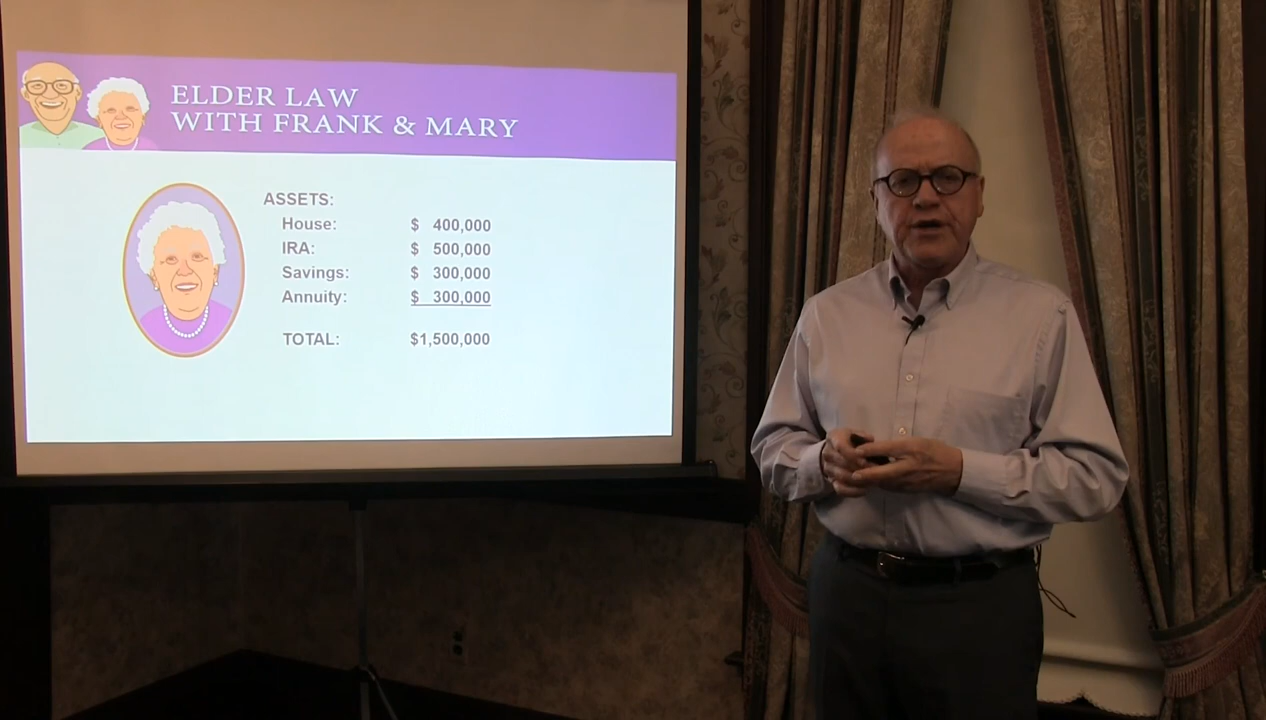 ELDER LAW
WITH FRANK & MARY
ASSETS:
House: $ 400,000
IRA: $ 500,000
Savings: $ 300,000
Annuity: $ 300,000
TOTAL: $1,500,000